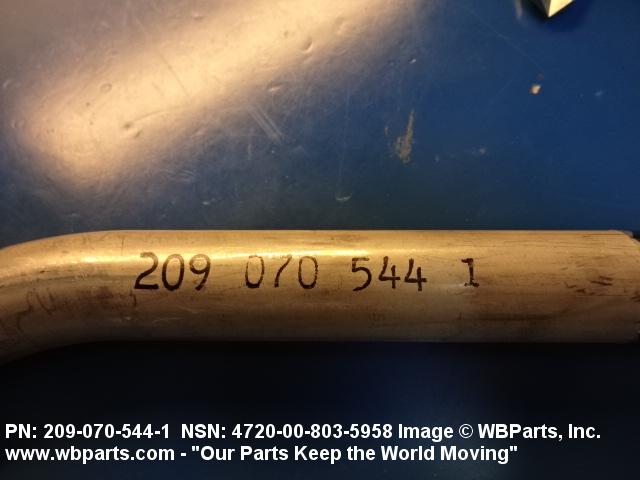 209 070 544 1
PN: 209-070-544-1 NSN: 4720-00-803-5958 Image © WBParts, Inc.
www.wbparts.com - "Our Parts Keep the World Moving"